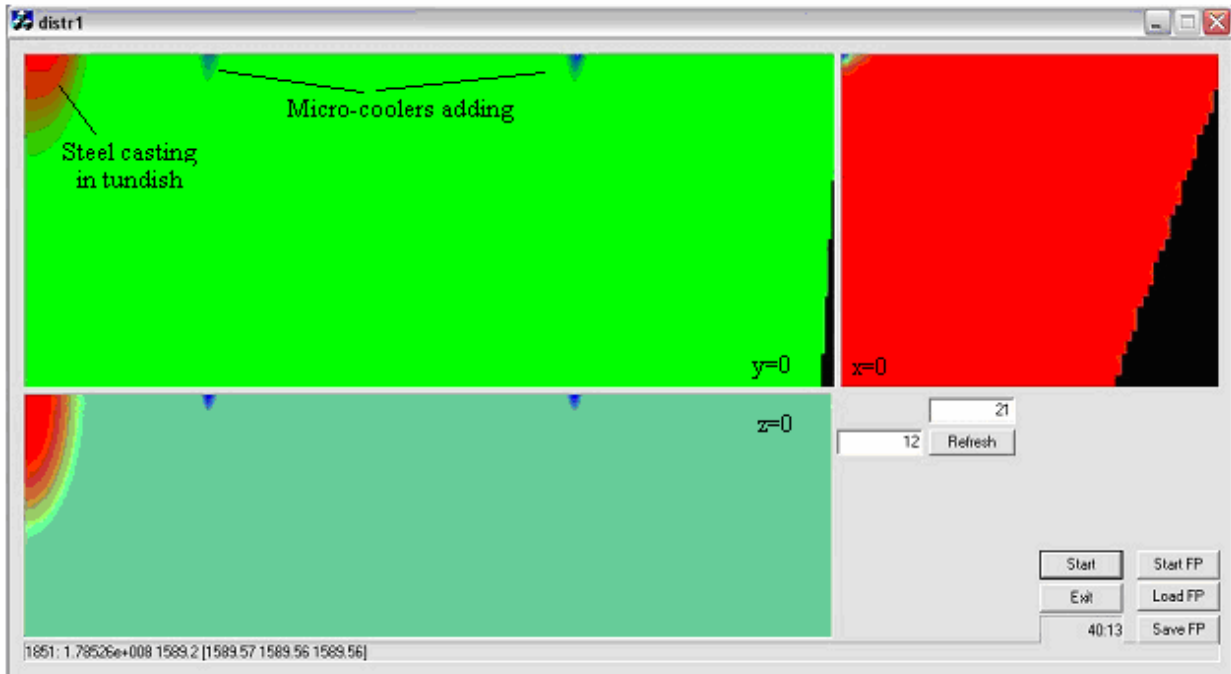 distr1
Micro-coolers adding
Steel casting
in tundish
y=0
x=0
z=0
21
12
Refresh
Start
Start FP
Exit
Load FP
40:13
Save FP
1851: 1.78526e+008 1589.2 [1589.57 1589.56 1589.56]